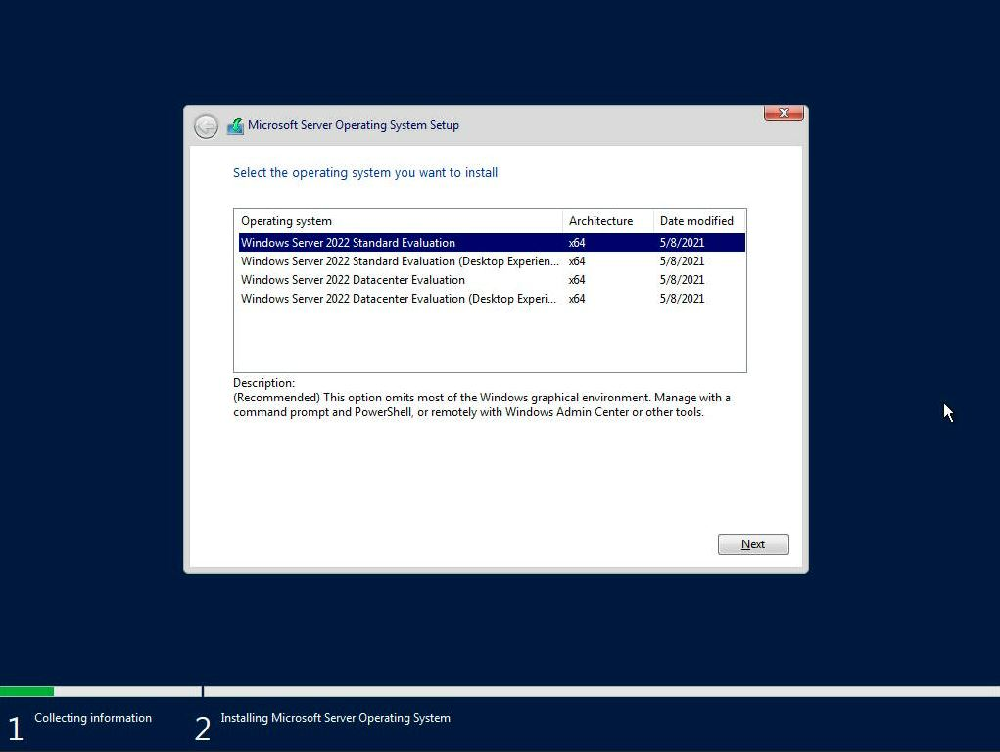 Microsoft Server Operating System Setup
Select the operating system you want to install
Operating system Architecture Date modified
Windows Server 2022 Standard Evaluation x64 5/8/2021
Windows Server 2022 Standard Evaluation (Desktop Experien... x64 5/8/2021
Windows Server 2022 Datacenter Evaluation x64 5/8/2021
Windows Server 2022 Datacenter Evaluation (Desktop Experi... x64 5/8/2021
Description:
(Recommended) This option omits most of the Windows graphical environment. Manage with a
command prompt and PowerShell, or remotely with Windows Admin Center or other tools.
Next
1 Collecting information 2 Installing Microsoft Server Operating System